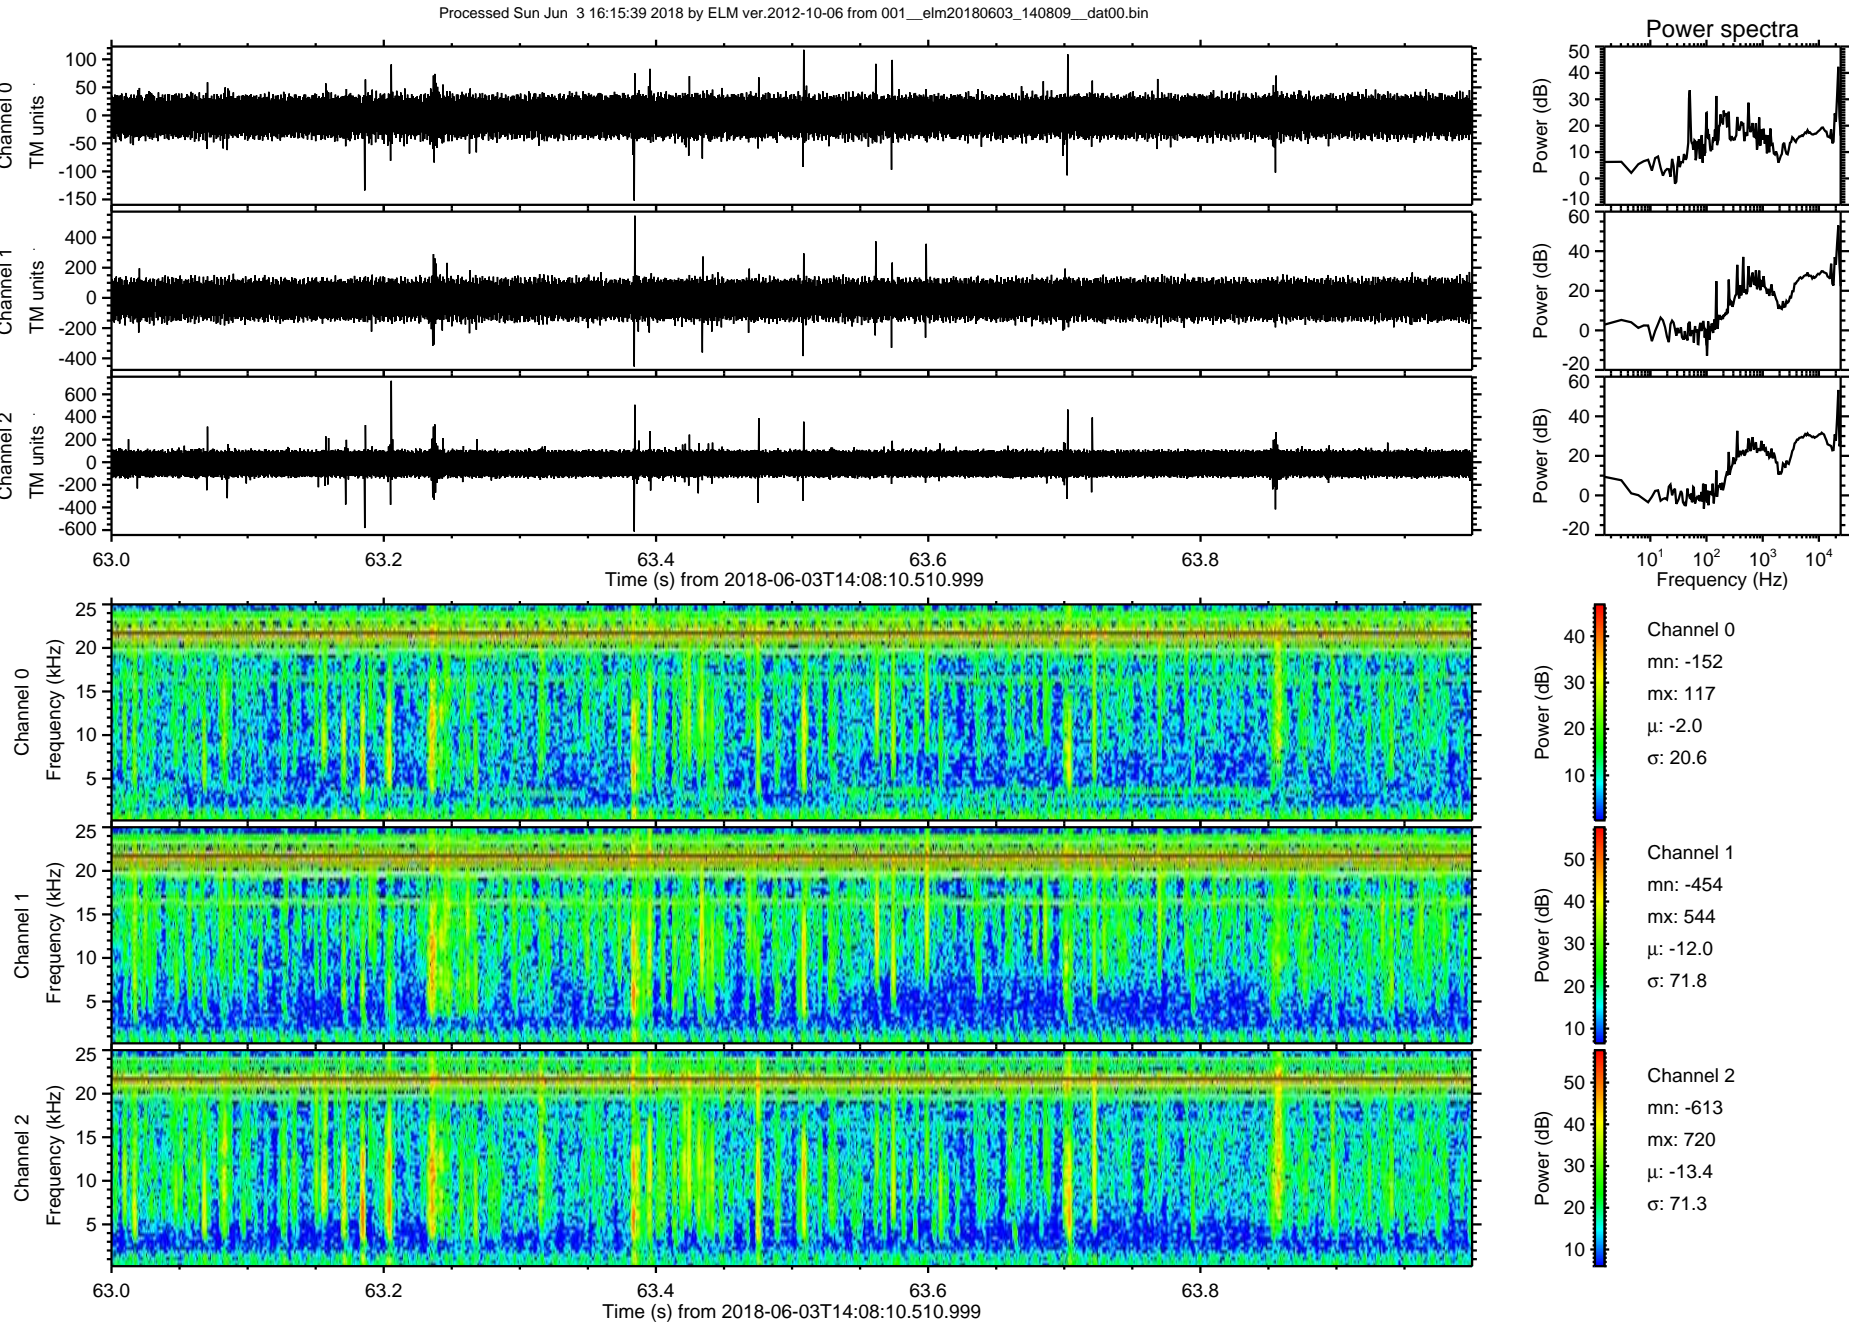 Processed Sun Jun  3 16:15:39 2018 by ELM ver.2012-10-06 from 001__elm20180603_140809__dat00.bin
Power spectra
Channel 0
TM units
100
50
0
-50
-100
-150
Power (dB)
50
40
30
20
10
0
-10
Channel 1
TM units
400
200
0
-200
-400
Power (dB)
60
40
20
0
-20
Channel 2
TM units
600
400
200
0
-200
-400
-600
Power (dB)
60
40
20
0
-20
63.0 63.2 63.4 63.6 63.8
Time (s) from 2018-06-03T14:08:10.510.999
10^1 10^2 10^3 10^4
Frequency (Hz)
Channel 0
Frequency (kHz)
25
20
15
10
5
Power (dB)
40
30
20
10
Channel 0
mn: -152
mx: 117
μ: -2.0
σ: 20.6
Channel 1
Frequency (kHz)
25
20
15
10
5
Power (dB)
50
40
30
20
10
Channel 1
mn: -454
mx: 544
μ: -12.0
σ: 71.8
Channel 2
Frequency (kHz)
25
20
15
10
5
Power (dB)
50
40
30
20
10
Channel 2
mn: -613
mx: 720
μ: -13.4
σ: 71.3
63.0 63.2 63.4 63.6 63.8
Time (s) from 2018-06-03T14:08:10.510.999